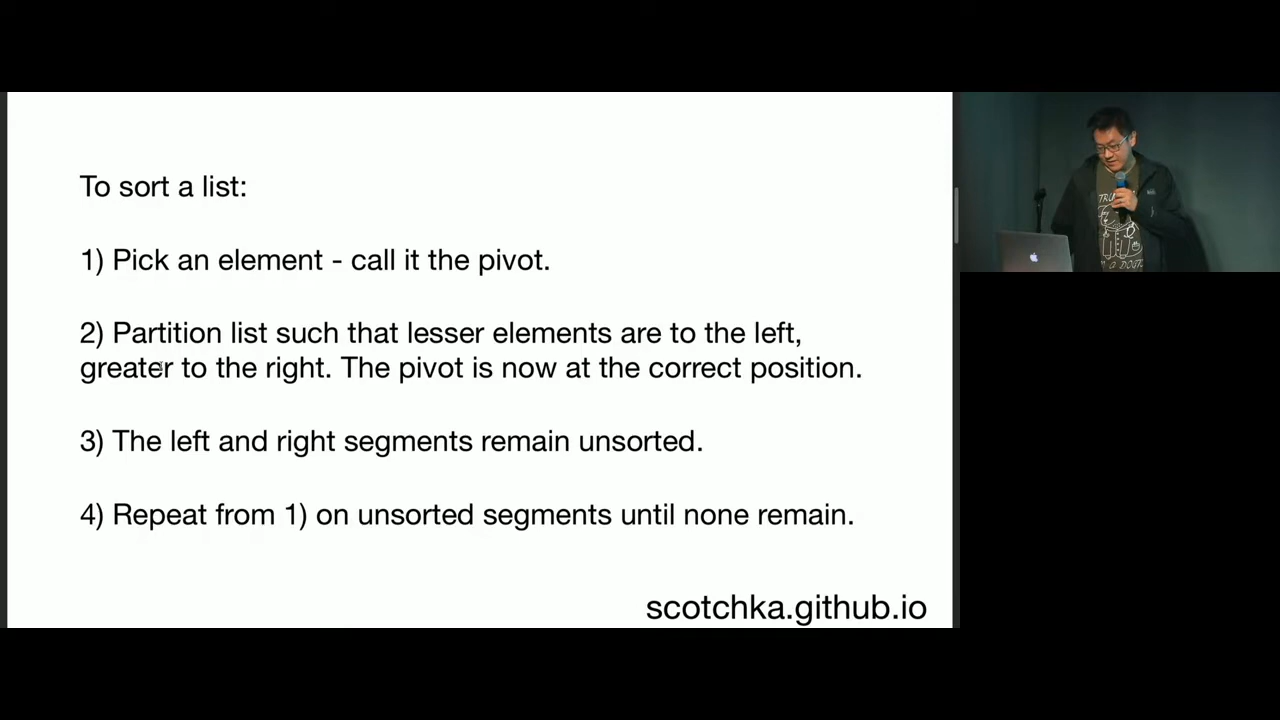 To sort a list:
1) Pick an element - call it the pivot.
2) Partition list such that lesser elements are to the left,
greater to the right. The pivot is now at the correct position.
3) The left and right segments remain unsorted.
4) Repeat from 1) on unsorted segments until none remain.
scotchka.github.io